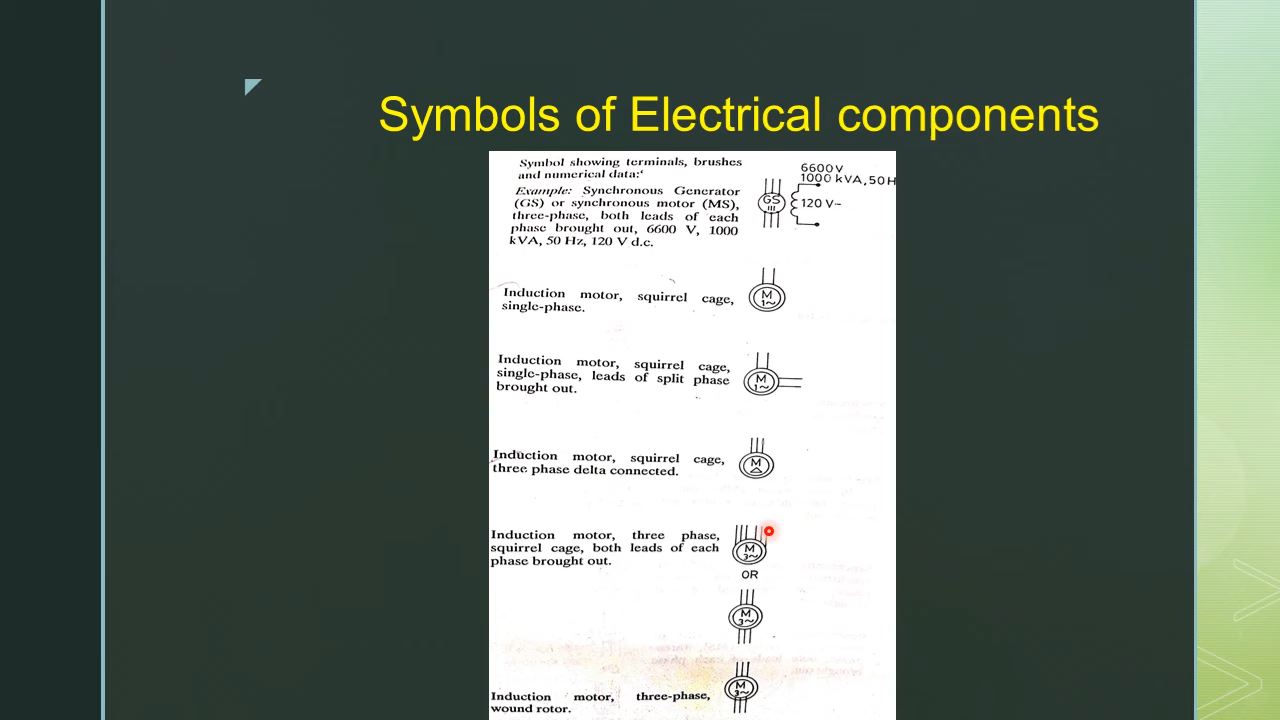 Symbols of Electrical components
Symbol showing terminals, brushes
and numerical data:
Example: Synchronous Generator
(GS) or synchronous motor (MS),
three-phase, both leads of each
phase brought out, 6600 V, 1000
kVA, 50 Hz, 120 V d.c.
6600V
1000 kVA, 50H
GS
120 V~
Induction motor, squirrel cage,
single-phase.
M
1~
Induction motor, squirrel cage,
single-phase, leads of split phase
brought out.
M
1~
Induction motor, squirrel cage,
three phase delta connected.
M
Induction motor, three phase,
squirrel cage, both leads of each
phase brought out.
M
3~
OR
M
3~
Induction motor, three-phase,
wound rotor.
M
3~